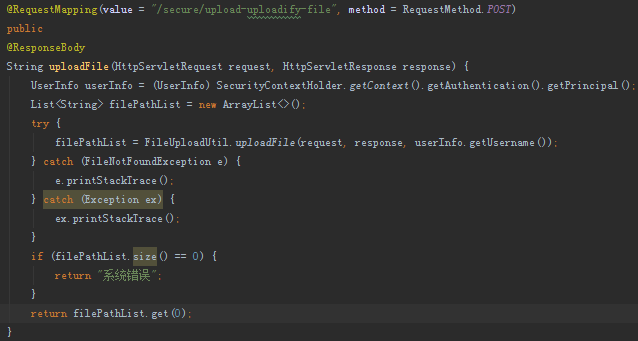 @RequestMapping(value = "/secure/upload-uploadify-file", method = RequestMethod.POST)
public
@ResponseBody
String uploadFile(HttpServletRequest request, HttpServletResponse response) {
    UserInfo userInfo = (UserInfo) SecurityContextHolder.getContext().getAuthentication().getPrincipal();
    List<String> filePathList = new ArrayList<>();
    try {
        filePathList = FileUploadUtil.uploadFile(request, response, userInfo.getUsername());
    } catch (FileNotFoundException e) {
        e.printStackTrace();
    } catch (Exception ex) {
        ex.printStackTrace();
    }
    if (filePathList.size() == 0) {
        return "系统错误";
    }
    return filePathList.get(0);
}